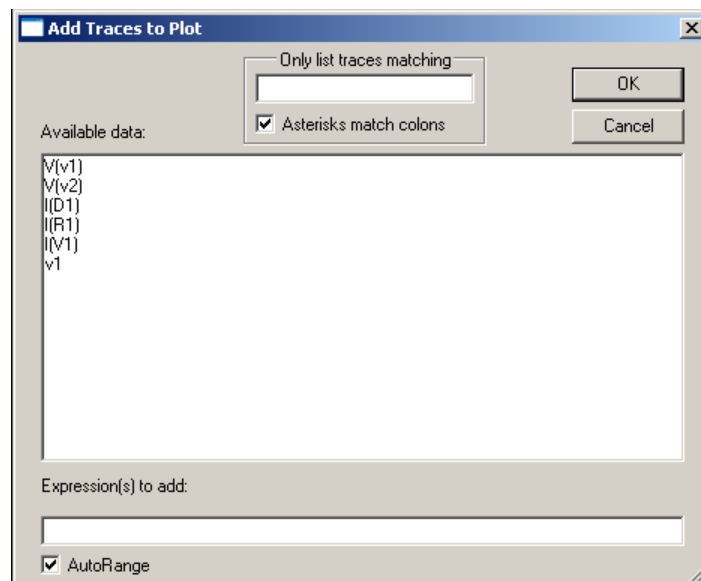 Add Traces to Plot
Only list traces matching
Asterisks match colons
OK
Cancel
Available data:
V(v1)
V(v2)
I(D1)
I(R1)
I(V1)
v1
Expression(s) to add:
AutoRange